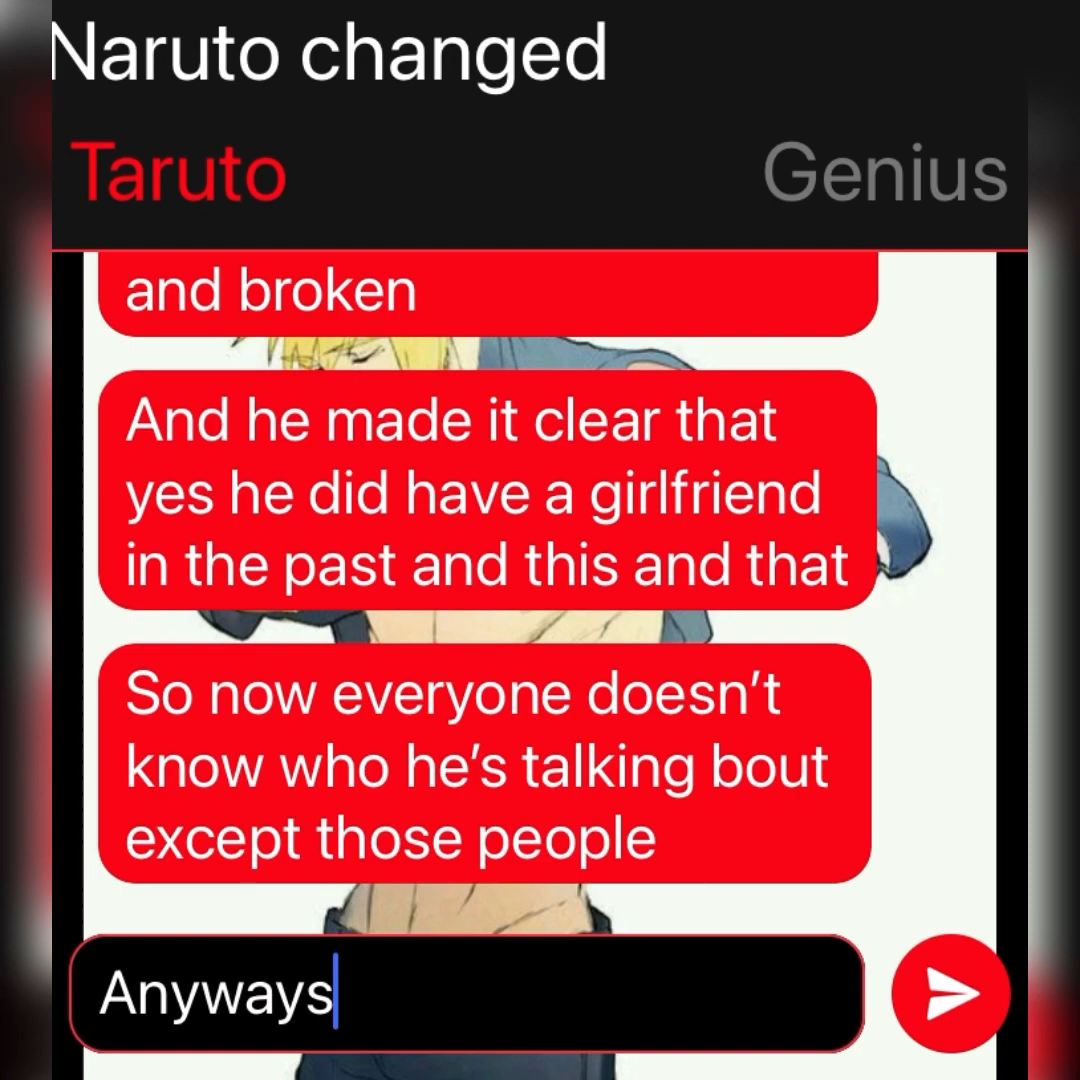 Naruto changed
Taruto Genius
and broken
And he made it clear that
yes he did have a girlfriend
in the past and this and that
So now everyone doesn’t
know who he’s talking bout
except those people
Anyways